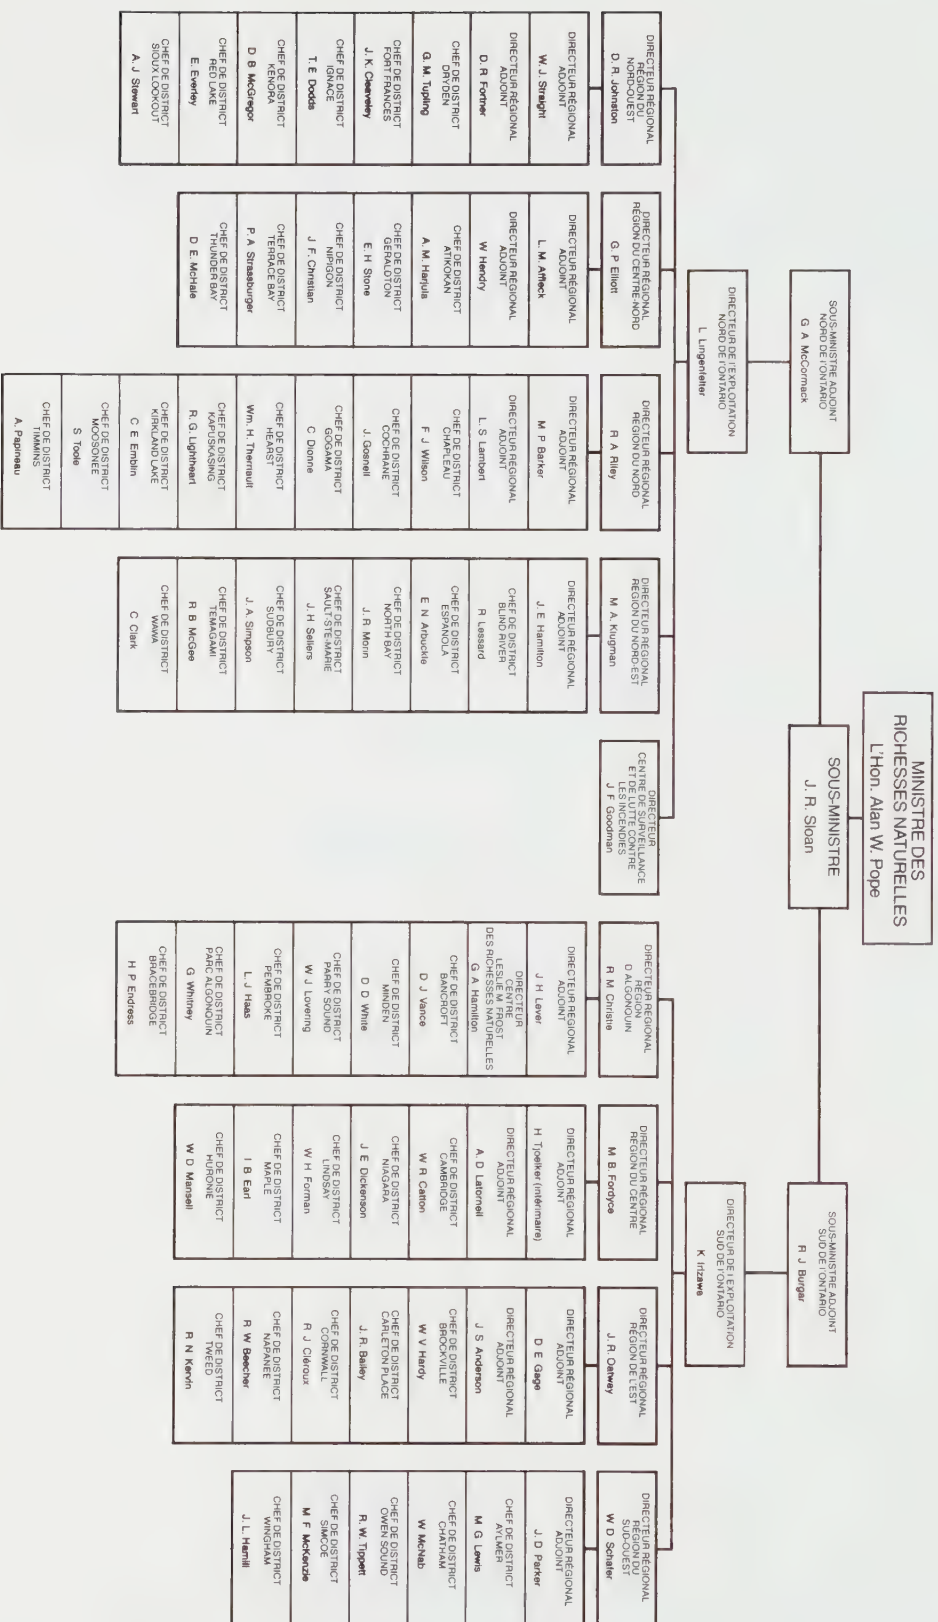 MINISTRE DES
RICHESSES NATURELLES
L'Hon. Alan W. Pope
SOUS-MINISTRE
J. R. Sloan
SOUS-MINISTRE ADJOINT
NORD DE l'ONTARIO
G A McCormack
DIRECTEUR DE l'EXPLOITATION
NORD DE l'ONTARIO
L Lingenfelter
DIRECTEUR RÉGIONAL
RÉGION DU
NORD-OUEST
D. R. Johnston
DIRECTEUR RÉGIONAL
ADJOINT
W. J. Straight
DIRECTEUR RÉGIONAL
ADJOINT
D. R Fortner
CHEF DE DISTRICT
DRYDEN
G. M. Tupling
CHEF DE DISTRICT
FORT FRANCES
J. K. Cleaveley
CHEF DE DISTRICT
IGNACE
T. E Dodds
CHEF DE DISTRICT
KENORA
D B McGregor
CHEF DE DISTRICT
RED LAKE
E. Everley
CHEF DE DISTRICT
SIOUX LOOKOUT
A. J Stewart
DIRECTEUR RÉGIONAL
RÉGION DU CENTRE-NORD
G. P Elliott
DIRECTEUR RÉGIONAL
ADJOINT
L. M. Affleck
DIRECTEUR RÉGIONAL
ADJOINT
W Hendry
CHEF DE DISTRICT
ATIKOKAN
A. M. Harjula
CHEF DE DISTRICT
GERALDTON
E. H Stone
CHEF DE DISTRICT
NIPIGON
J F. Christian
CHEF DE DISTRICT
TERRACE BAY
P. A Straasburger
CHEF DE DISTRICT
THUNDER BAY
D E. McHale
DIRECTEUR REGIONAL
REGION DU NORD
R A Riley
DIRECTEUR RÉGIONAL
ADJOINT
M P Barker
DIRECTEUR RÉGIONAL
ADJOINT
L. S Lambert
CHEF DE DISTRICT
CHAPLEAU
F J Wilson
CHEF DE DISTRICT
COCHRANE
J. Gosnell
CHEF DE DISTRICT
GOGAMA
C Dionne
CHEF DE DISTRICT
HEARST
Wm. H. Thernault
CHEF DE DISTRICT
KAPUSKASING
R. G. Lightheart
CHEF DE DISTRICT
KIRKLAND LAKE
C E Emblin
CHEF DE DISTRICT
MOOSONEE
S Toole
CHEF DE DISTRICT
TIMMINS
A. Papineau
DIRECTEUR REGIONAL
REGION DU NORD-EST
M A. Klugman
DIRECTEUR RÉGIONAL
ADJOINT
J. E Hamilton
CHEF DE DISTRICT
BLIND RIVER
R Lessard
CHEF DE DISTRICT
ESPANOLA
E N Arbuckle
CHEF DE DISTRICT
NORTH BAY
J. R. Morin
CHEF DE DISTRICT
SAULT-STE-MARIE
J. H Sellers
CHEF DE DISTRICT
SUDBURY
J. A Simpson
CHEF DE DISTRICT
TEMAGAMI
R B McGee
CHEF DE DISTRICT
WAWA
C Clark
DIRECTEUR
CENTRE DE SURVEILLANCE
ET DE LUTTE CONTRE
LES INCENDIES
J F Goodman
SOUS-MINISTRE ADJOINT
SUD DE l'ONTARIO
R J Burgar
DIRECTEUR DE l EXPLOITATION
SUD DE l'ONTARIO
K Irizawa
DIRECTEUR REGIONAL
RÉGION
D ALGONQUIN
R M Christie
DIRECTEUR REGIONAL
ADJOINT
J H Lever
DIRECTEUR
CENTRE
LESLIE M FROST
DES RICHESSES NATURELLES
G A Hamilton
CHEF DE DISTRICT
BANCROFT
D J Vance
CHEF DE DISTRICT
MINDEN
D D White
CHEF DE DISTRICT
PARRY SOUND
W J Lovering
CHEF DE DISTRICT
PEMBROKE
L J Haas
CHEF DE DISTRICT
PARC ALGONQUIN
G Whitney
CHEF DE DISTRICT
BRACEBRIDGE
H P Endress
DIRECTEUR RÉGIONAL
REGION DU CENTRE
M B. Fordyce
DIRECTEUR RÉGIONAL
ADJOINT
H Tjoelker (intérimaire)
DIRECTEUR RÉGIONAL
ADJOINT
A. D Latornell
CHEF DE DISTRICT
CAMBRIDGE
W R Catton
CHEF DE DISTRICT
NIAGARA
J E Dickenson
CHEF DE DISTRICT
LINDSAY
W H Forman
CHEF DE DISTRICT
MAPLE
I B Earl
CHEF DE DISTRICT
HURONIE
W D Mansell
DIRECTEUR RÉGIONAL
RÉGION DE l'EST
J. R. Oatway
DIRECTEUR RÉGIONAL
ADJOINT
D E Gage
DIRECTEUR RÉGIONAL
ADJOINT
J S Anderson
CHEF DE DISTRICT
BROCKVILLE
W V Hardy
CHEF DE DISTRICT
CARLETON PLACE
J. R. Bailey
CHEF DE DISTRICT
CORNWALL
R J Cléroux
CHEF DE DISTRICT
NAPANEE
R W Beecher
CHEF DE DISTRICT
TWEED
R N Kervin
DIRECTEUR RÉGIONAL
RÉGION DU
SUD-OUEST
W D Schafer
DIRECTEUR RÉGIONAL
ADJOINT
J. D Parker
CHEF DE DISTRICT
AYLMER
M G Lewis
CHEF DE DISTRICT
CHATHAM
W McNab
CHEF DE DISTRICT
OWEN SOUND
R. W. Tippett
CHEF DE DISTRICT
SIMCOE
M F McKenzie
CHEF DE DISTRICT
WINGHAM
J. L. Hamill